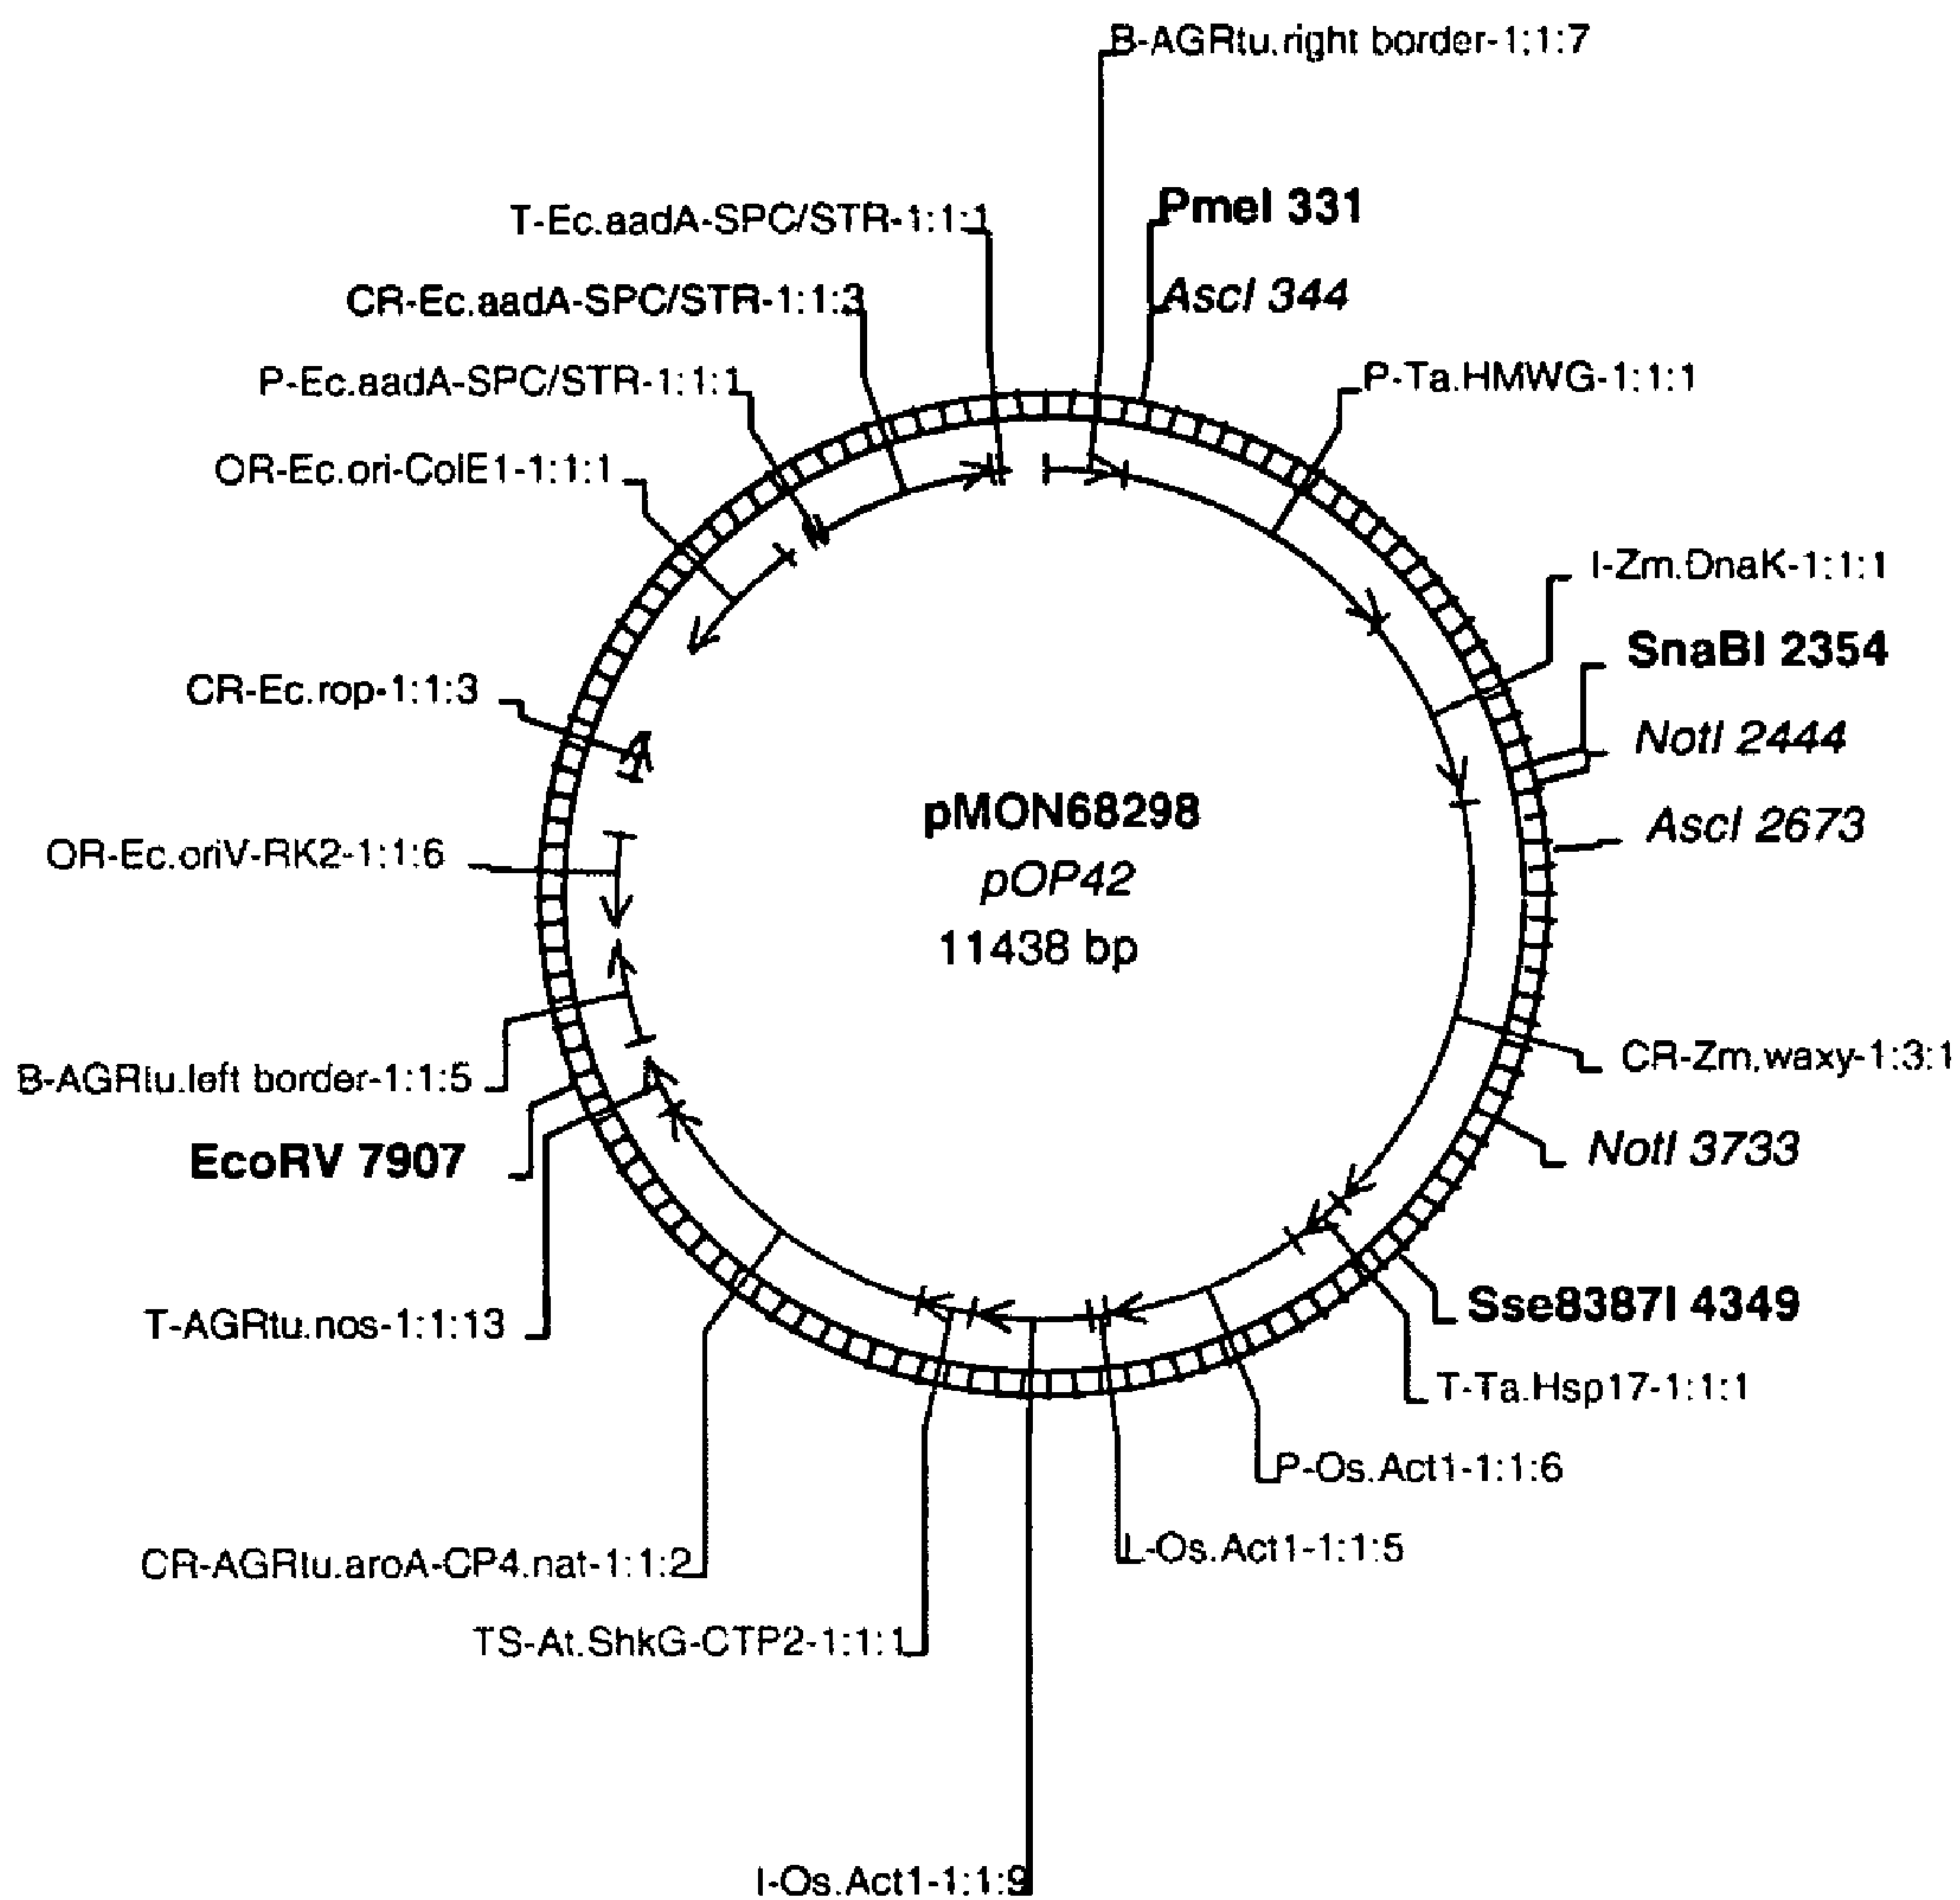 B-AGRtu.right border-1:1:7
PmeI 331
T-Ec.aadA-SPC/STR-1:1:1
AscI 344
CR-Ec.aadA-SPC/STR-1:1:3
P-Ta.HMWG-1:1:1
P-Ec.aadA-SPC/STR-1:1:1
OR-Ec.ori-ColE1-1:1:1
I-Zm.DnaK-1:1:1
SnaBI 2354
CR-Ec.rop-1:1:3
NotI 2444
pMON68298
AscI 2673
OR-Ec.oriV-RK2-1:1:6
pOP42
11438 bp
CR-Zm.waxy-1:3:1
B-AGRtu.left border-1:1:5
NotI 3733
EcoRV 7907
Sse8387I 4349
T-AGRtu.nos-1:1:13
T-Ta.Hsp17-1:1:1
P-Os.Act1-1:1:6
L-Os.Act1-1:1:5
CR-AGRtu.aroA-CP4.nat-1:1:2
TS-At.ShkG-CTP2-1:1:1
I-Os.Act1-1:1:9